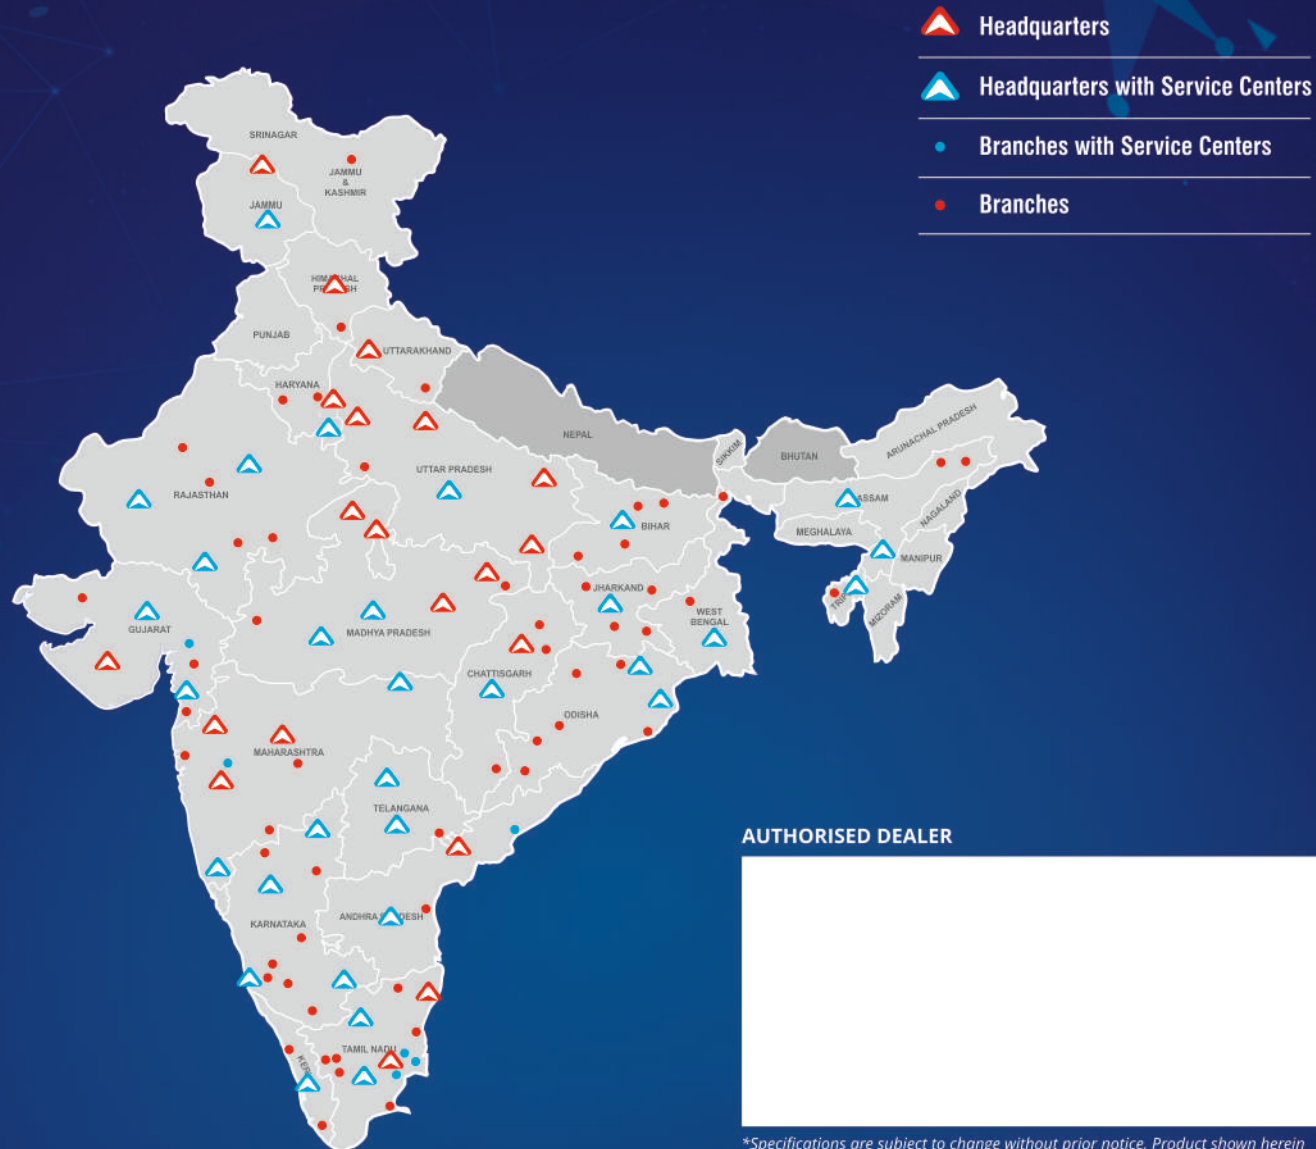 Headquarters
Headquarters with Service Centers
Branches with Service Centers
Branches
SRINAGAR
JAMMU
&
KASHMIR
JAMMU
PUNJAB
UTTARAKHAND
HARYANA
NEPAL
SIKKIM
BHUTAN
ARUNACHAL PRADESH
UTTAR PRADESH
RAJASTHAN
ASSAM
NAGALAND
BIHAR
MEGHALAYA
MANIPUR
JHARKAND
MIZORAM
WEST
BENGAL
GUJARAT
MADHYA PRADESH
CHATTISGARH
ODISHA
MAHARASHTRA
TELANGANA
KARNATAKA
TAMIL NADU
AUTHORISED DEALER
*Specifications are subject to change without prior notice. Product shown herein